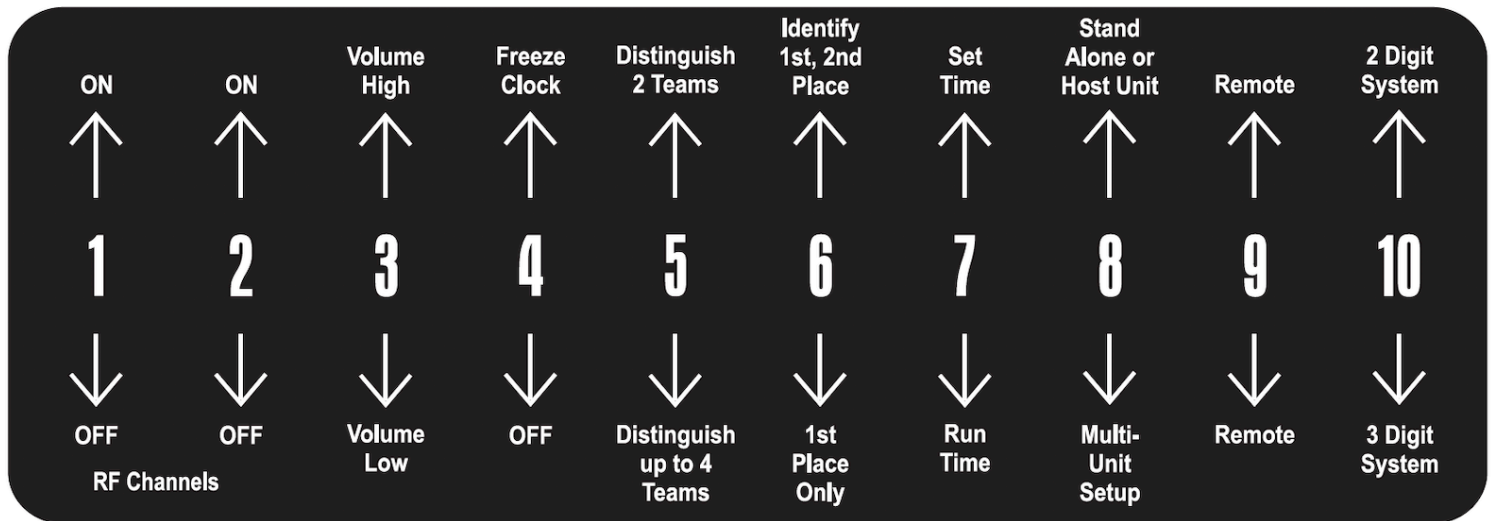 ON
ON
Volume
High
Freeze
Clock
Distinguish
2 Teams
Identify
1st, 2nd
Place
Set
Time
Stand
Alone or
Host Unit
Remote
2 Digit
System
1
2
3
4
5
6
7
8
9
10
OFF
OFF
RF Channels
Volume
Low
OFF
Distinguish
up to 4
Teams
1st
Place
Only
Run
Time
Multi-
Unit
Setup
Remote
3 Digit
System